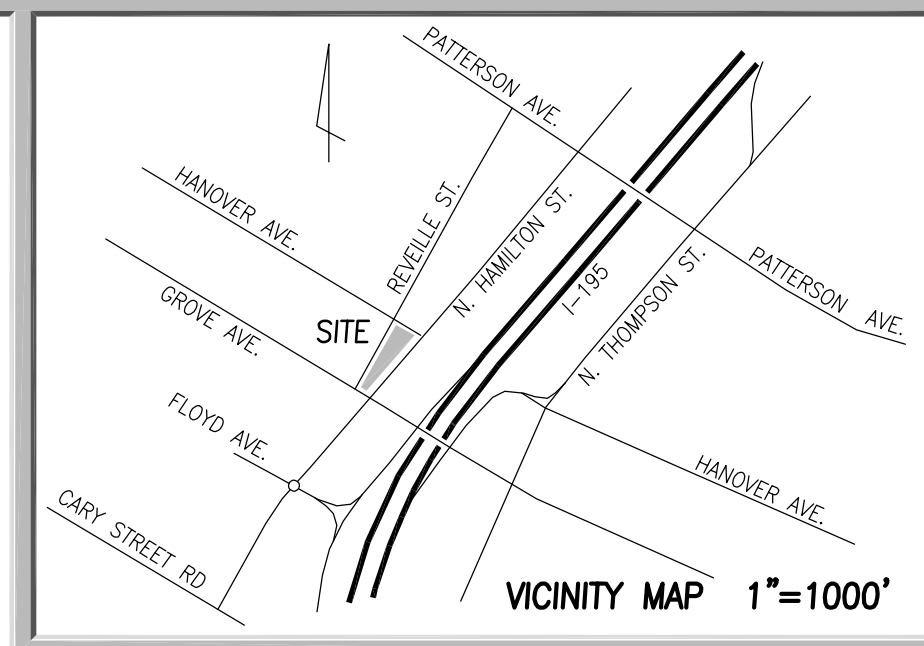 PATTERSON AVE.
HANOVER AVE.
REVEILLE ST.
N. HAMILTON ST.
I-195
PATTERSON AVE.
GROVE AVE.
SITE
N. THOMPSON ST.
FLOYD AVE.
HANOVER AVE.
CARY STREET RD
VICINITY MAP 1"=1000'